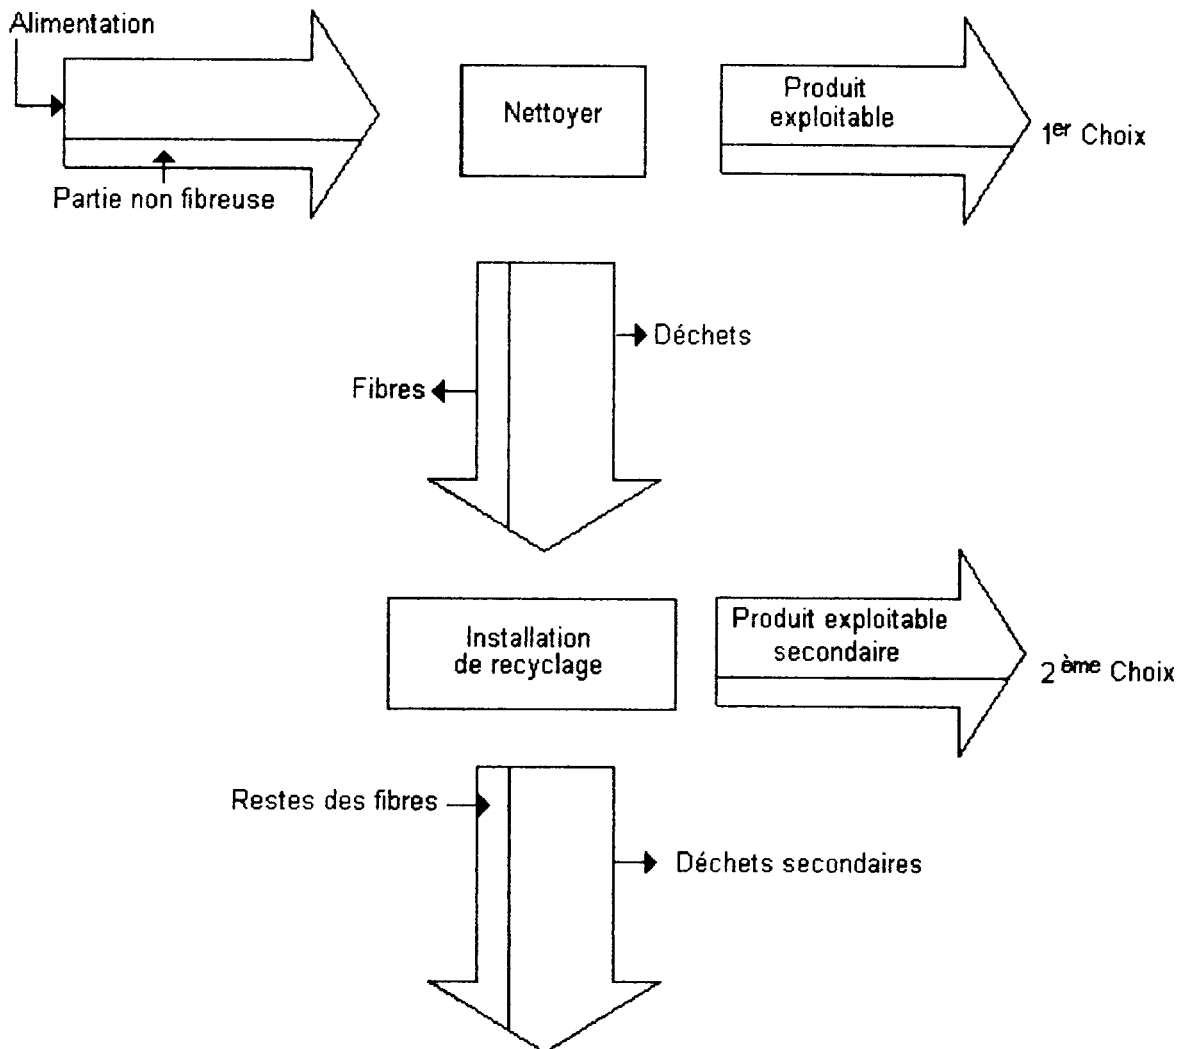 Alimentation
Partie non fibreuse
Nettoyer
Produit
exploitable
1er Choix
Déchets
Fibres
Installation
de recyclage
Produit exploitable
secondaire
2ème Choix
Restes des fibres
Déchets secondaires